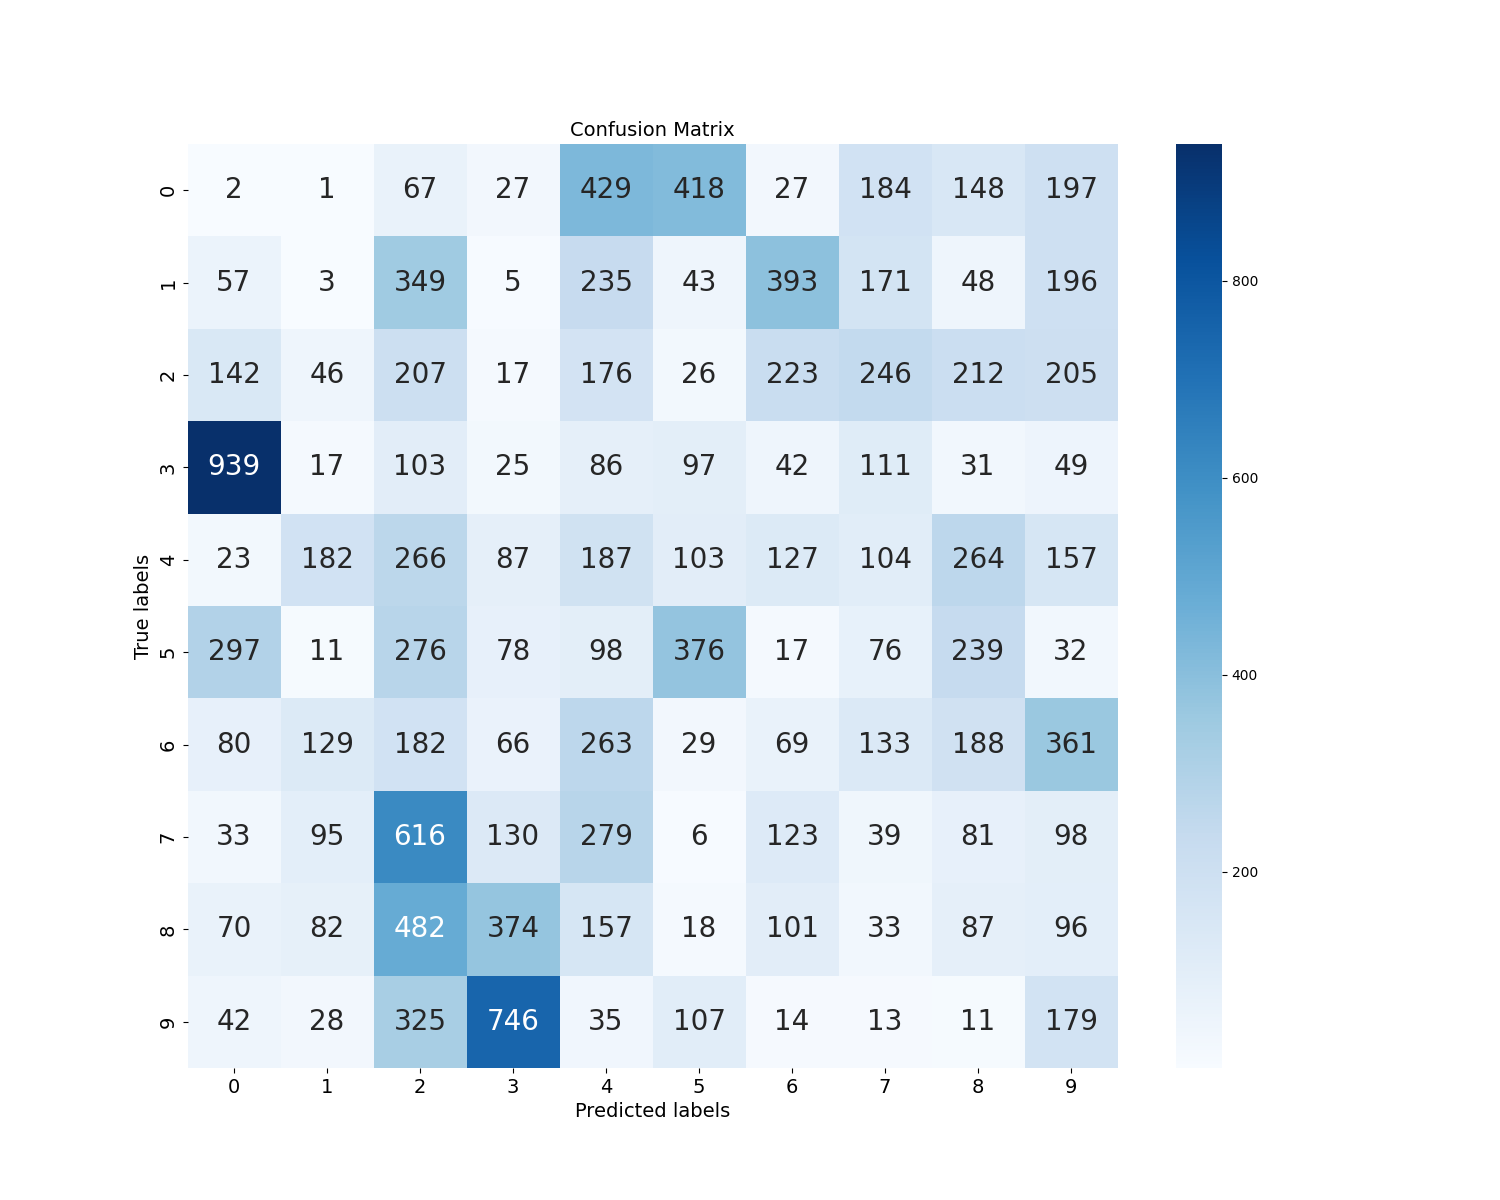 Confusion Matrix
0 2 1 67 27 429 418 27 184 148 197
1 57 3 349 5 235 43 393 171 48 196
2 142 46 207 17 176 26 223 246 212 205
3 939 17 103 25 86 97 42 111 31 49
4 23 182 266 87 187 103 127 104 264 157
5 297 11 276 78 98 376 17 76 239 32
6 80 129 182 66 263 29 69 133 188 361
7 33 95 616 130 279 6 123 39 81 98
8 70 82 482 374 157 18 101 33 87 96
9 42 28 325 746 35 107 14 13 11 179
0 1 2 3 4 5 6 7 8 9
Predicted labels
True labels
800
600
400
200